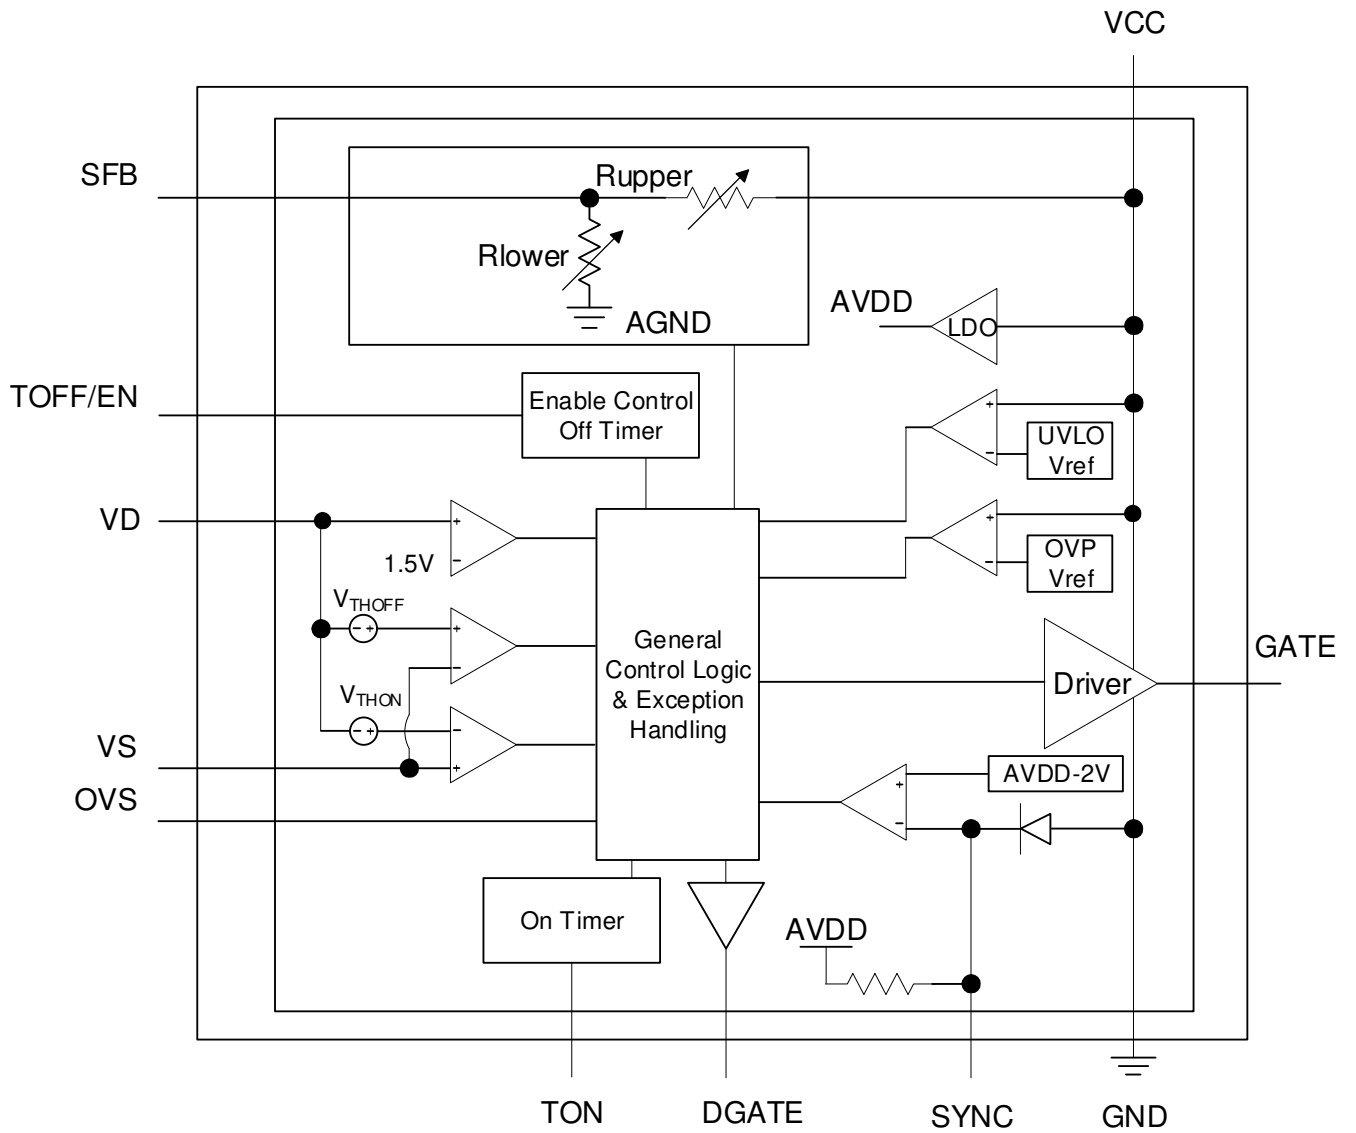 VCC
SFB
Rupper
Rlower
AGND
AVDD
LDO
TOFF/EN
Enable Control
Off Timer
+
-
UVLO
Vref
VD
+
-
1.5V
+
-
OVP
Vref
VTHOFF
- +
+
-
General
Control Logic
& Exception
Handling
Driver
GATE
VTHON
- +
-
+
VS
OVS
+
-
AVDD-2V
On Timer
AVDD
TON
DGATE
SYNC
GND